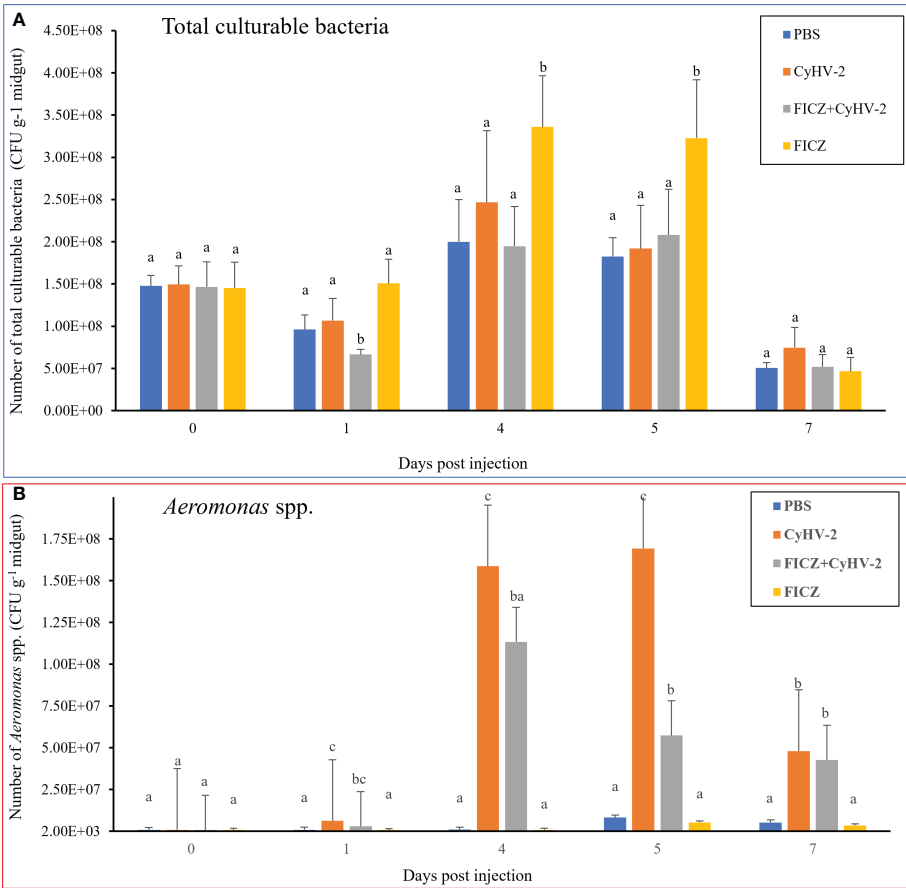 A
Total culturable bacteria
Number of total culturable bacteria (CFU g-1 midgut)
4.50E+08
4.00E+08
3.50E+08
3.00E+08
2.50E+08
2.00E+08
1.50E+08
1.00E+08
5.00E+07
0.00E+00
PBS
CyHV-2
FICZ+CyHV-2
FICZ
a a a a
a a b a
a a a b
a a a b
a a a a
0 1 4 5 7
Days post injection
B
Aeromonas spp.
Number of Aeromonas spp. (CFU g-1 midgut)
1.75E+08
1.50E+08
1.25E+08
1.00E+08
7.50E+07
5.00E+07
2.50E+07
2.00E+03
PBS
CyHV-2
FICZ+CyHV-2
FICZ
a a a a
a c bc a
a c ba a
a c b a
a b b a
0 1 4 5 7
Days post injection